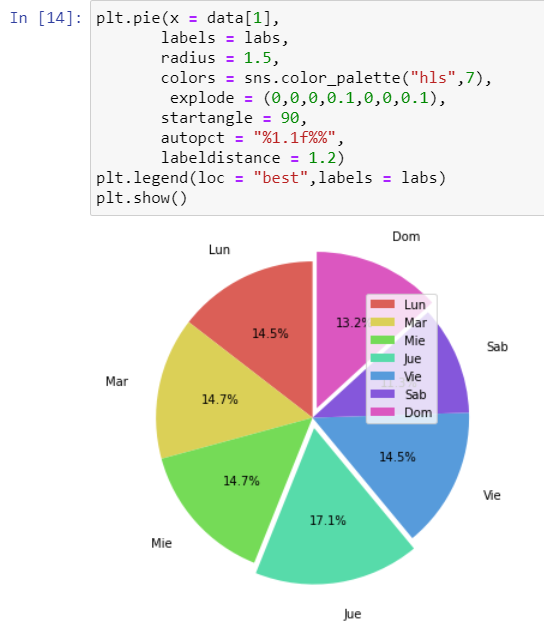 In [14]: plt.pie(x = data[1],
labels = labs,
radius = 1.5,
colors = sns.color_palette("hls",7),
explode = (0,0,0,0.1,0,0,0.1),
startangle = 90,
autopct = "%1.1f%%",
labeldistance = 1.2)
plt.legend(loc = "best",labels = labs)
plt.show()
Dom
Lun
Lun
Mar
Mie
Jue
Vie
Sab
Dom
13.2%
14.5%
Sab
Mar
14.7%
14.5%
14.7%
Vie
17.1%
Mie
Jue